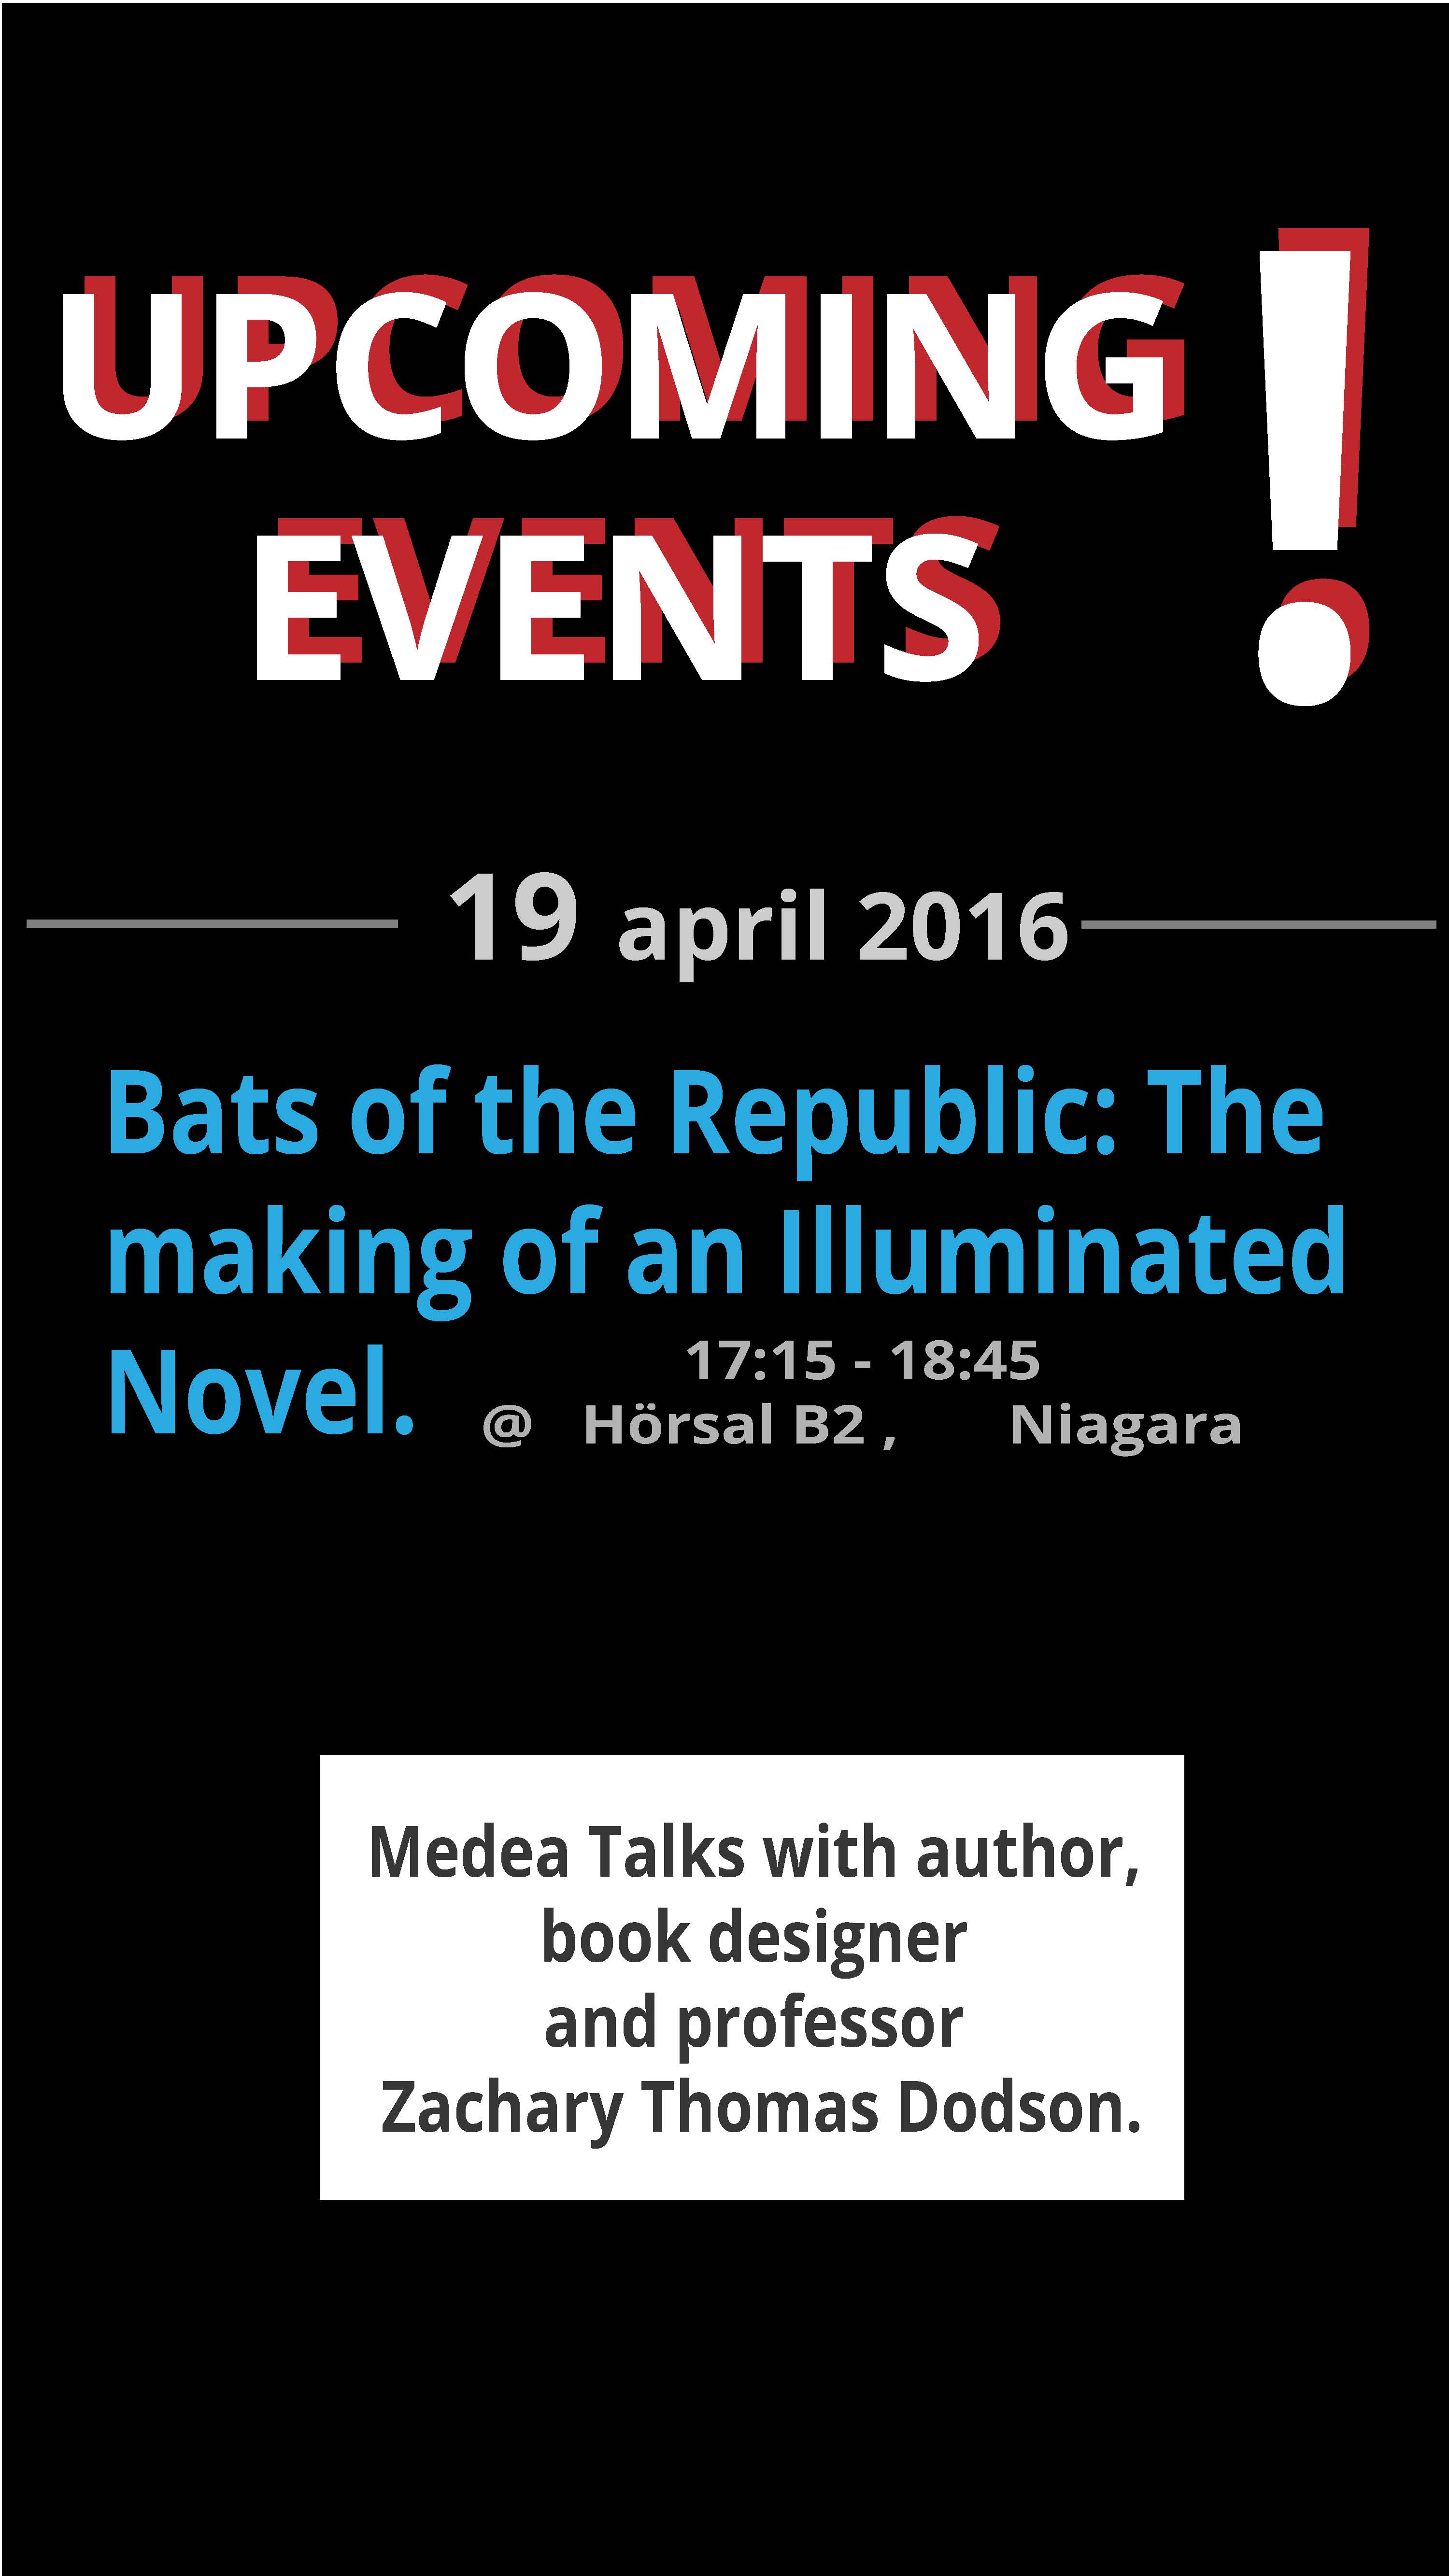 UPCOMING
EVENTS !
19 april 2016
Bats of the Republic: The
making of an Illuminated
Novel.
17:15 - 18:45
@ Hörsal B2 , Niagara
Medea Talks with author,
book designer
and professor
Zachary Thomas Dodson.